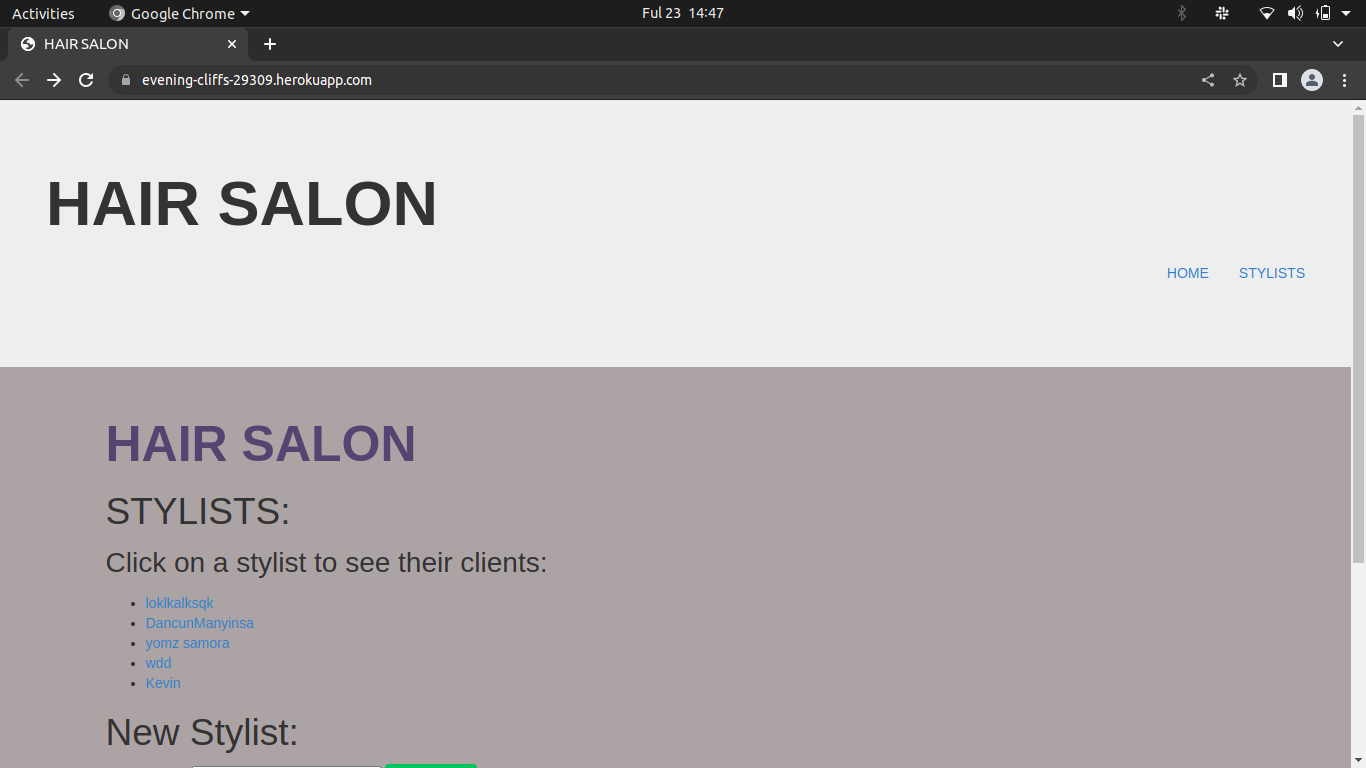 Activities Google Chrome Ful 23 14:47
HAIR SALON
evening-cliffs-29309.herokuapp.com
HAIR SALON
HOME STYLISTS
HAIR SALON
STYLISTS:
Click on a stylist to see their clients:
loklkalksqk
DancunManyinsa
yomz samora
wdd
Kevin
New Stylist: